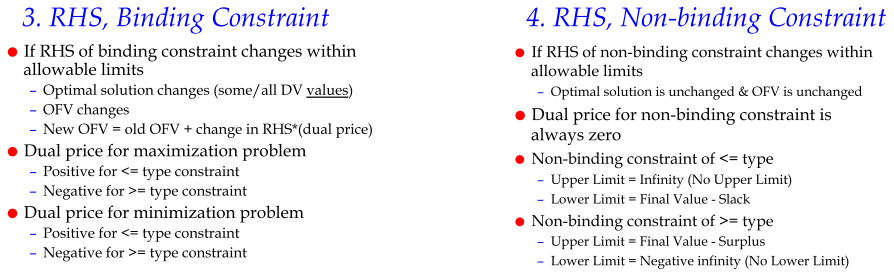 3. RHS, Binding Constraint
● If RHS of binding constraint changes within
allowable limits
– Optimal solution changes (some/all DV values)
– OFV changes
– New OFV = old OFV + change in RHS*(dual price)
● Dual price for maximization problem
– Positive for <= type constraint
– Negative for >= type constraint
● Dual price for minimization problem
– Positive for <= type constraint
– Negative for >= type constraint
4. RHS, Non-binding Constraint
● If RHS of non-binding constraint changes within
allowable limits
– Optimal solution is unchanged & OFV is unchanged
● Dual price for non-binding constraint is
always zero
● Non-binding constraint of <= type
– Upper Limit = Infinity (No Upper Limit)
– Lower Limit = Final Value - Slack
● Non-binding constraint of >= type
– Upper Limit = Final Value - Surplus
– Lower Limit = Negative infinity (No Lower Limit)